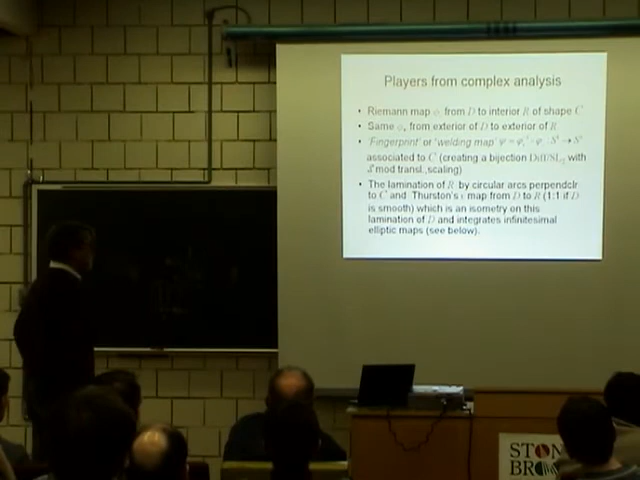 Players from complex analysis
• Riemann map φ₋ from D to interior R of shape C
• Same φ₊ from exterior of D to exterior of R
• 'Fingerprint' or 'welding map'
associated to C (creating a bijection Diff/SL₂ with
mod transl.,scaling)
• The lamination of R by circular arcs perpendclr
to C and Thurston's ι map from D to R (1:1 if D
is smooth) which is an isometry on this
lamination of D and integrates infinitesimal
elliptic maps (see below).
STON
BRO